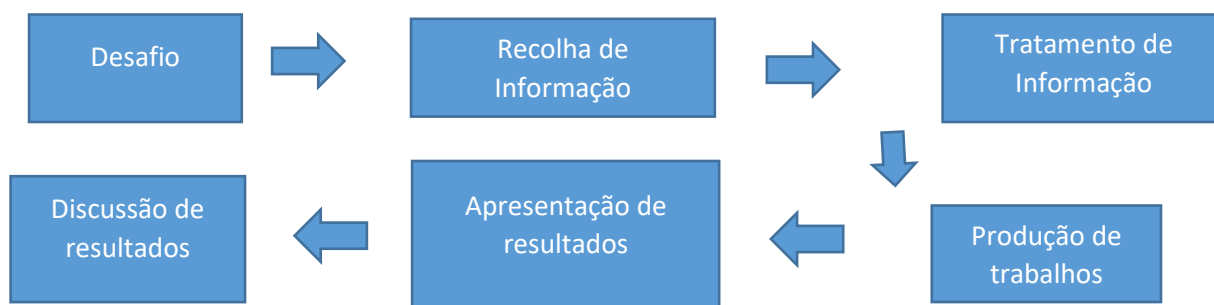 Desafio
Recolha de
Informação
Tratamento de
Informação
Produção de
trabalhos
Apresentação de
resultados
Discussão de
resultados